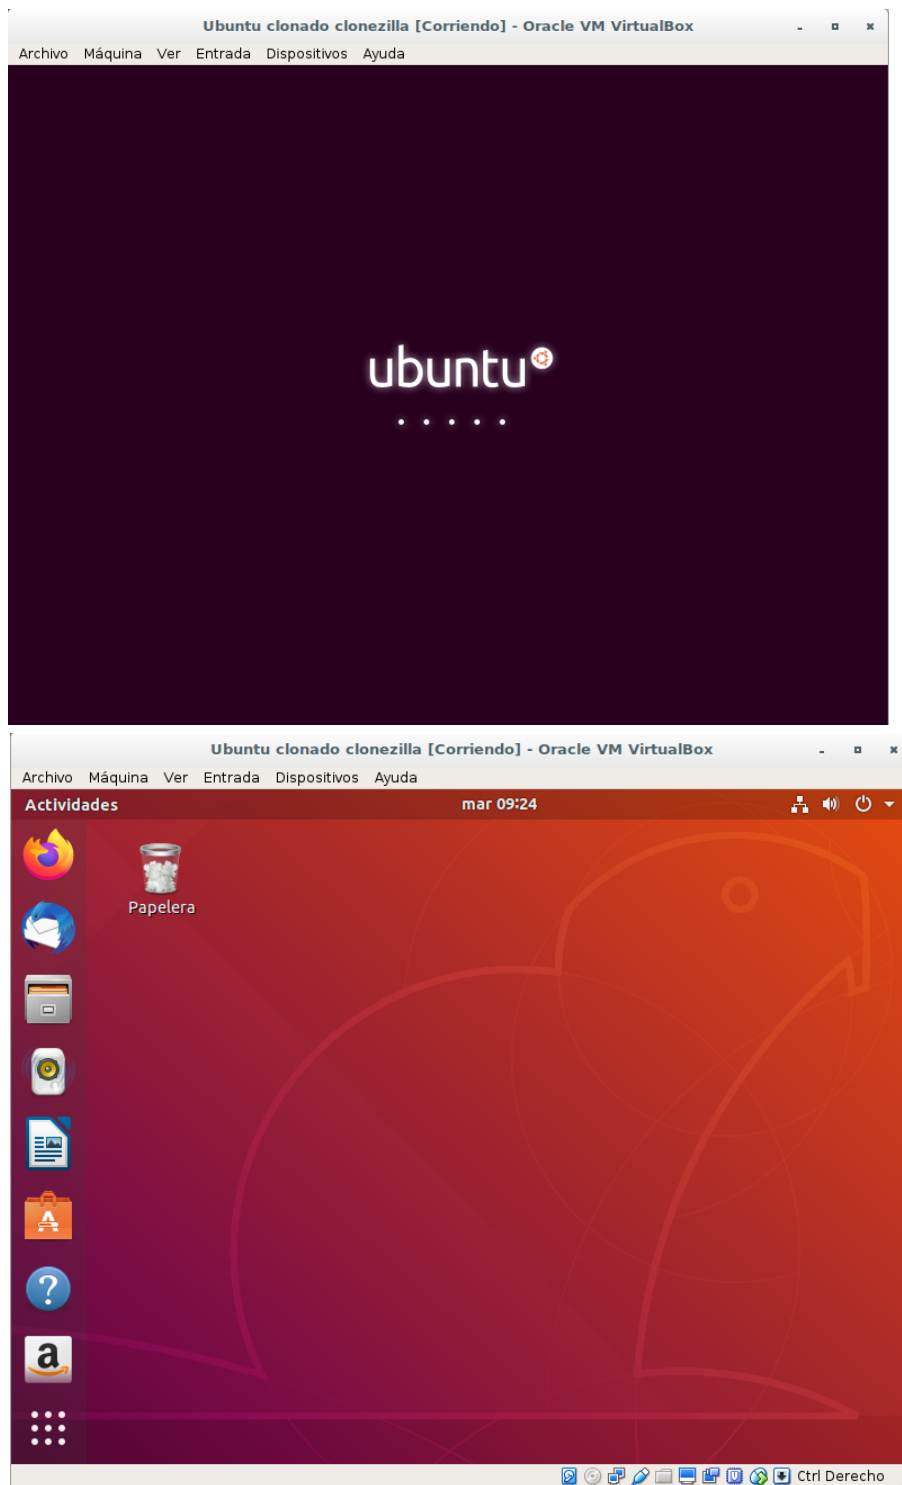 Ubuntu clonado clonezilla [Corriendo] - Oracle VM VirtualBox
Archivo Máquina Ver Entrada Dispositivos Ayuda
ubuntu
Ubuntu clonado clonezilla [Corriendo] - Oracle VM VirtualBox
Archivo Máquina Ver Entrada Dispositivos Ayuda
Actividades mar 09:24
Papelera
?
a
Ctrl Derecho